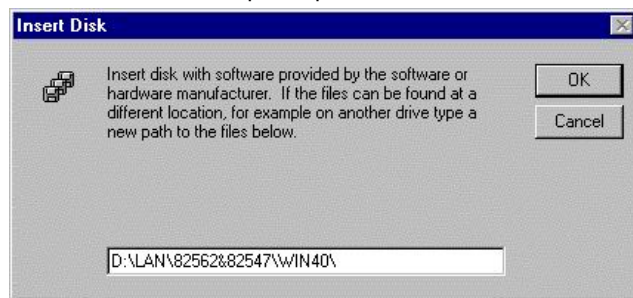 Insert Disk
Insert disk with software provided by the software or
hardware manufacturer. If the files can be found at a
different location, for example on another drive type a
new path to the files below.
OK
Cancel
D:\LAN\82562&82547\WIN40\